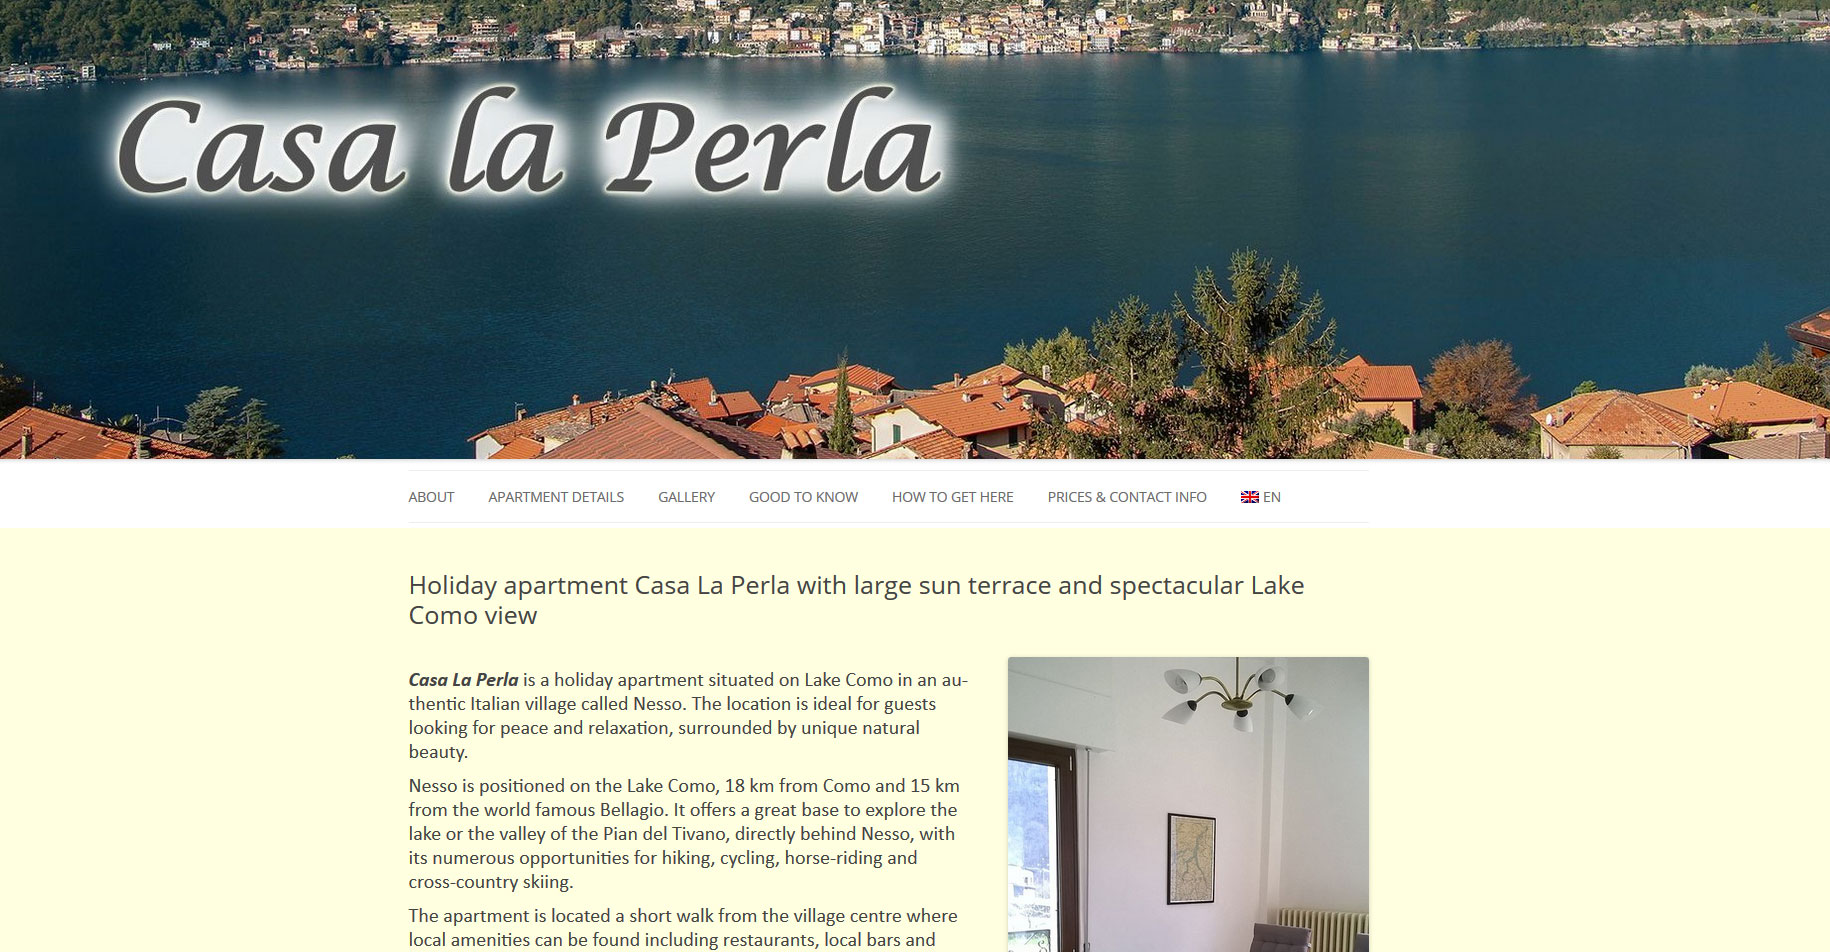 Casa la Perla
ABOUT APARTMENT DETAILS GALLERY GOOD TO KNOW HOW TO GET HERE PRICES & CONTACT INFO EN
Holiday apartment Casa La Perla with large sun terrace and spectacular Lake
Como view
Casa La Perla is a holiday apartment situated on Lake Como in an au-
thentic Italian village called Nesso. The location is ideal for guests
looking for peace and relaxation, surrounded by unique natural
beauty.
Nesso is positioned on the Lake Como, 18 km from Como and 15 km
from the world famous Bellagio. It offers a great base to explore the
lake or the valley of the Pian del Tivano, directly behind Nesso, with
its numerous opportunities for hiking, cycling, horse-riding and
cross-country skiing.
The apartment is located a short walk from the village centre where
local amenities can be found including restaurants, local bars and